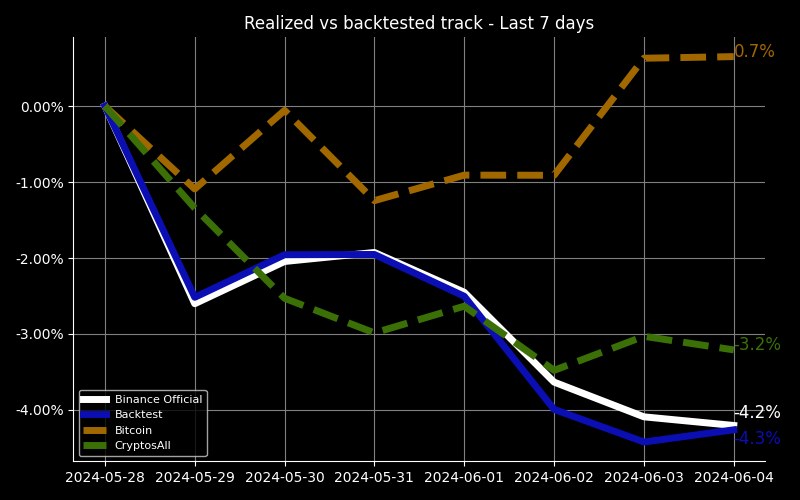 Realized vs backtested track - Last 7 days
0.7%
0.00%
-1.00%
-2.00%
-3.00%
-3.2%
-4.00%
-4.2%
-4.3%
Binance Official
Backtest
Bitcoin
CryptosAll
2024-05-28 2024-05-29 2024-05-30 2024-05-31 2024-06-01 2024-06-02 2024-06-03 2024-06-04